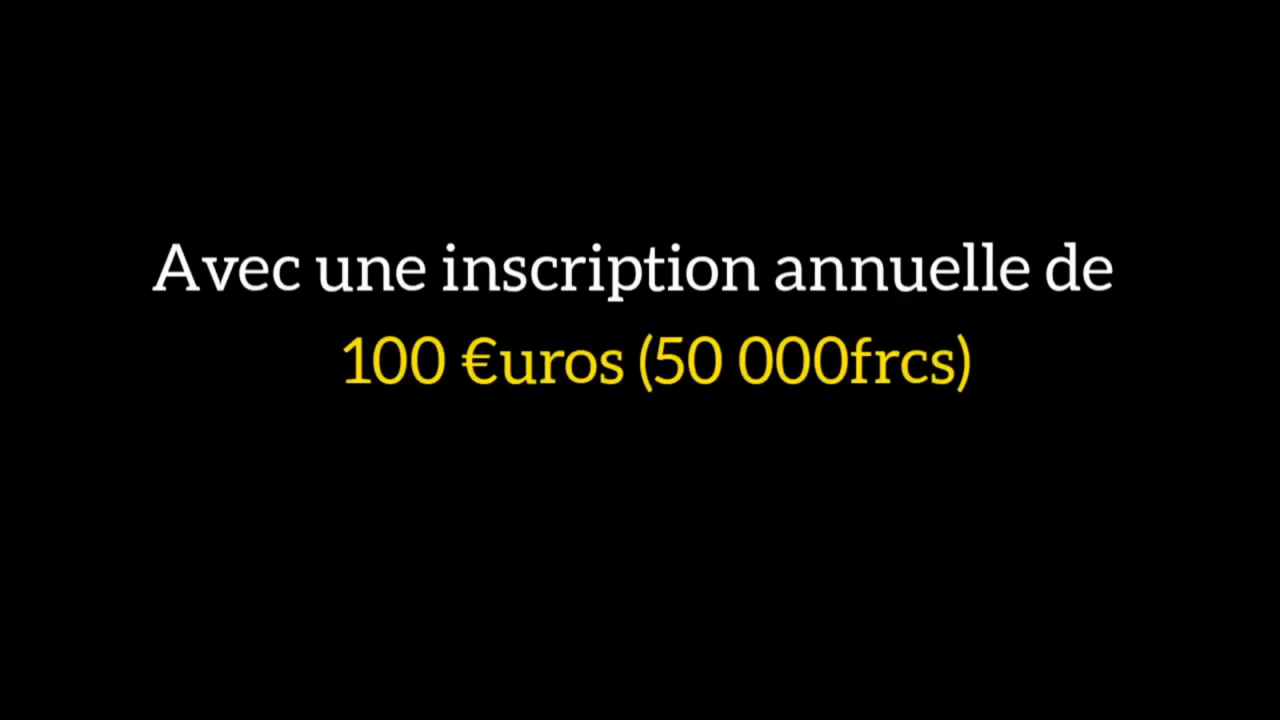 Avec une inscription annuelle de
100 €uros (50 000frcs)